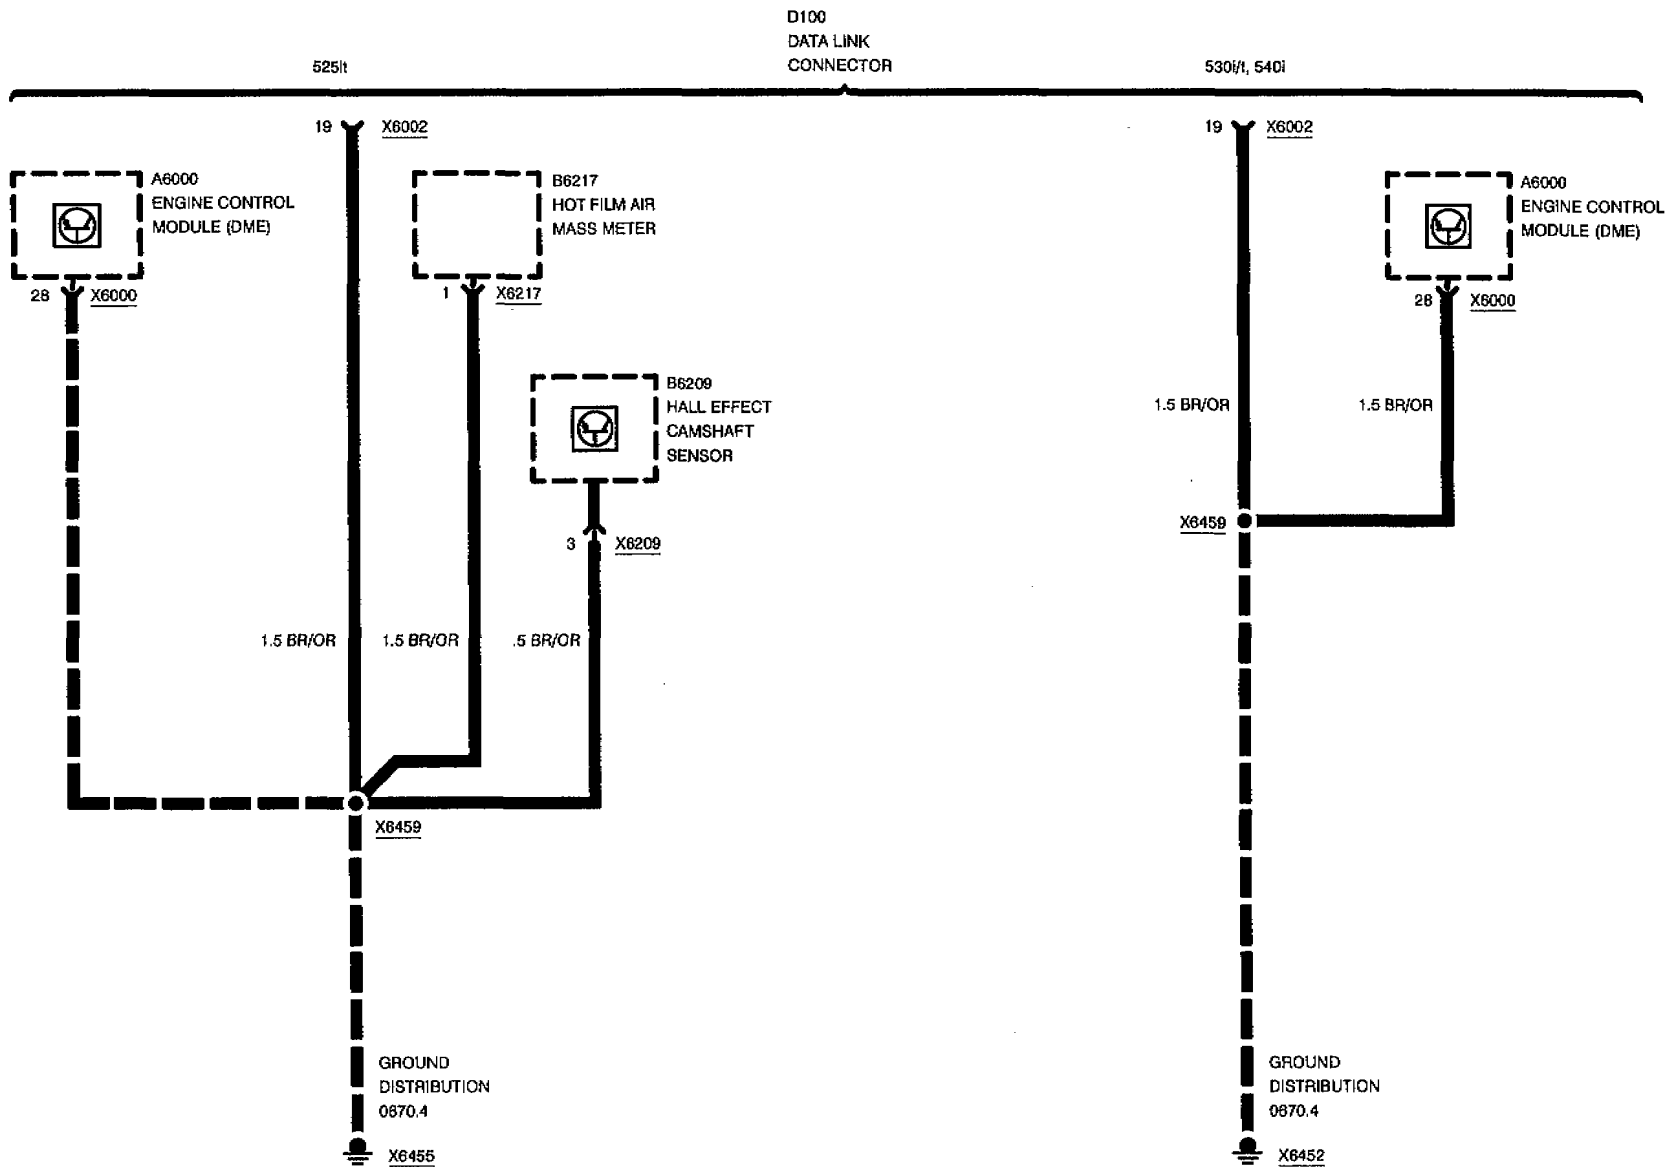 D100
DATA LINK
CONNECTOR
525it
530i/t, 540i
19 X6002
19 X6002
A6000
ENGINE CONTROL
MODULE (DME)
28 X6000
B6217
HOT FILM AIR
MASS METER
1 X6217
A6000
ENGINE CONTROL
MODULE (DME)
28 X6000
B6209
HALL EFFECT
CAMSHAFT
SENSOR
3 X6209
1.5 BR/OR
1.5 BR/OR
X6459
1.5 BR/OR
1.5 BR/OR
.5 BR/OR
X6459
GROUND
DISTRIBUTION
0670.4
X6455
GROUND
DISTRIBUTION
0670.4
X6452